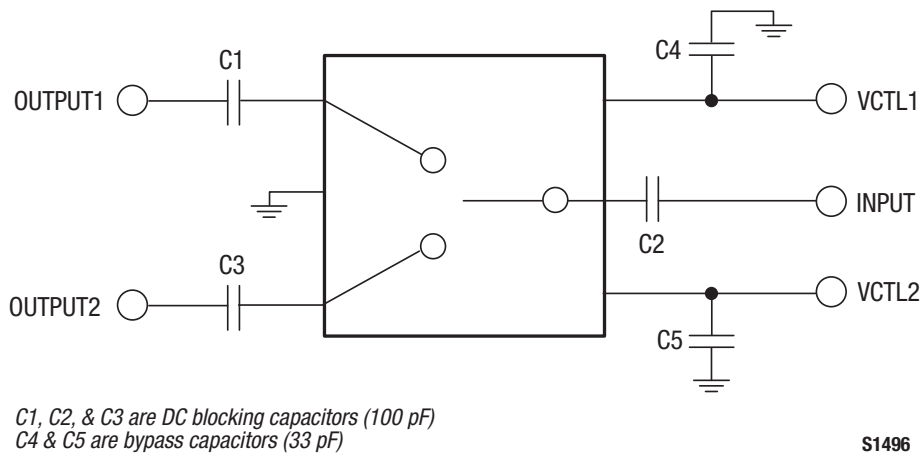 C1
C4
OUTPUT1
VCTL1
INPUT
C2
C3
OUTPUT2
VCTL2
C5
C1, C2, & C3 are DC blocking capacitors (100 pF)
C4 & C5 are bypass capacitors (33 pF)
S1496